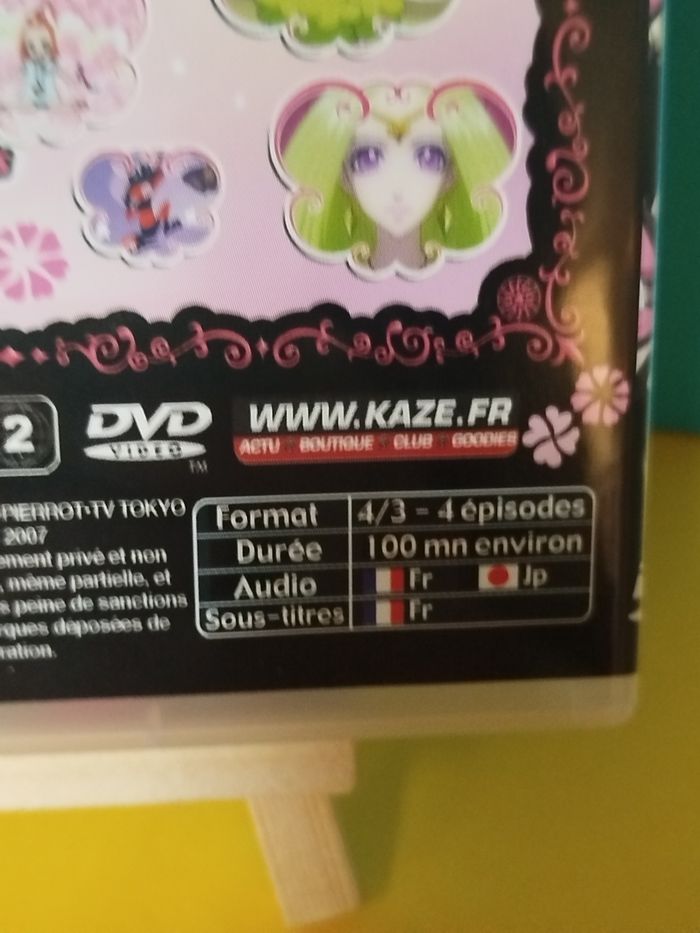 2
DVD
VIDEO
TM
WWW.KAZE.FR
ACTU BOUTIQUE CLUB GOODIES
PIERROT•TV TOKYO
2007
ement privé et non
, même partielle, et
s peine de sanctions
rques déposées de
ration.
Format 4/3 - 4 épisodes
Durée 100 mn environ
Audio Fr Jp
Sous-titres Fr